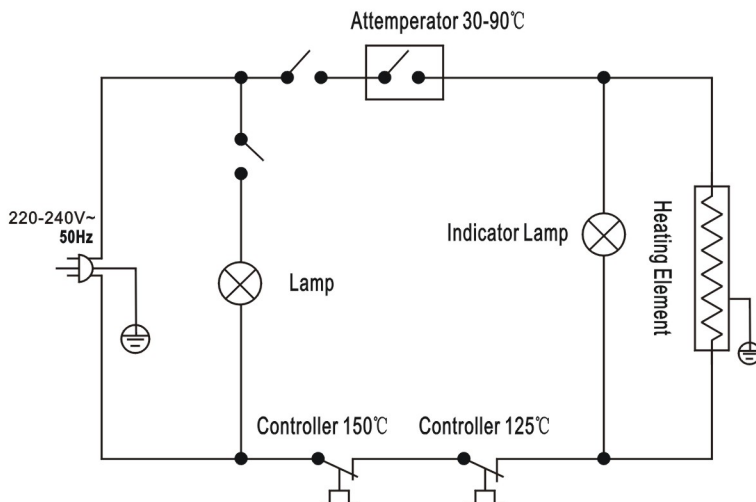 Attemperator 30-90℃
220-240V~
50Hz
Indicator Lamp
Heating Element
Lamp
Controller 150℃
Controller 125℃